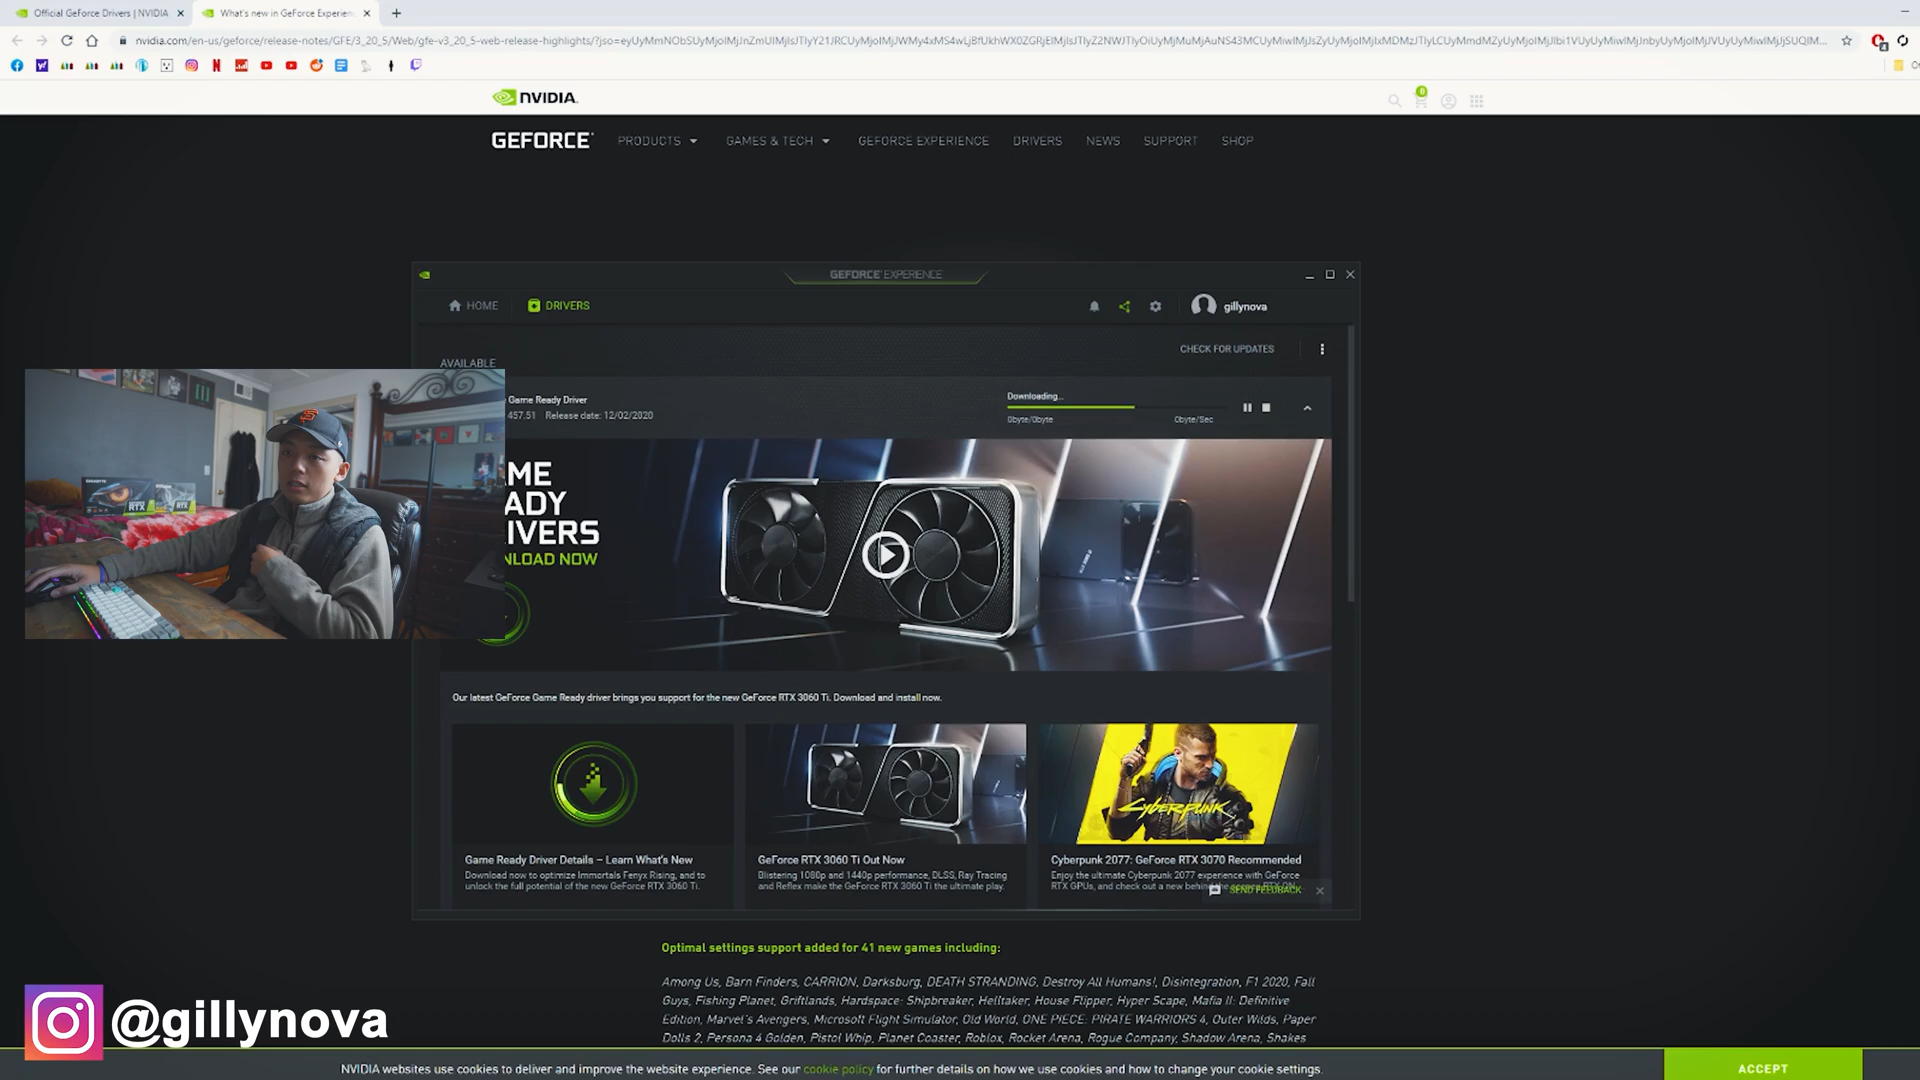 Official GeForce Drivers | NVIDIA
What's new in GeForce Experien
nvidia.com/en-us/geforce/release-notes/GFE/3_20_5/Web/gfe-v3_20_5-web-release-highlights/
NVIDIA.
0
GEFORCE
PRODUCTS
GAMES & TECH
GEFORCE EXPERIENCE
DRIVERS
NEWS
SUPPORT
SHOP
GEFORCE EXPERIENCE
HOME
DRIVERS
gillynova
CHECK FOR UPDATES
AVAILABLE
Game Ready Driver
457.51 Release date: 12/02/2020
Downloading...
0byte/0byte
0byte/Sec
ME
ADY
IVERS
NLOAD NOW
GIGABYTE
RTX
Our latest GeForce Game Ready driver brings you support for the new GeForce RTX 3060 Ti. Download and install now.
CYBERPUNK
Game Ready Driver Details – Learn What's New
Download now to optimize Immortals Fenyx Rising, and to
unlock the full potential of the new GeForce RTX 3060 Ti.
GeForce RTX 3060 Ti Out Now
Blistering 1080p and 1440p performance, DLSS, Ray Tracing
and Reflex make the GeForce RTX 3060 Ti the ultimate play.
Cyberpunk 2077: GeForce RTX 3070 Recommended
Enjoy the ultimate Cyberpunk 2077 experience with GeForce
RTX GPUs, and check out a new behind
SEND FEEDBACK
Optimal settings support added for 41 new games including:
Among Us, Barn Finders, CARRION, Darksburg, DEATH STRANDING, Destroy All Humans!, Disintegration, F1 2020, Fall
Guys, Fishing Planet, Griftlands, Hardspace: Shipbreaker, Helltaker, House Flipper, Hyper Scape, Mafia II: Definitive
Edition, Marvel's Avengers, Microsoft Flight Simulator, Old World, ONE PIECE: PIRATE WARRIORS 4, Outer Wilds, Paper
Dolls 2, Persona 4 Golden, Pistol Whip, Planet Coaster, Roblox, Rocket Arena, Rogue Company, Shadow Arena, Shakes
@gillynova
NVIDIA websites use cookies to deliver and improve the website experience. See our cookie policy for further details on how we use cookies and how to change your cookie settings.
ACCEPT